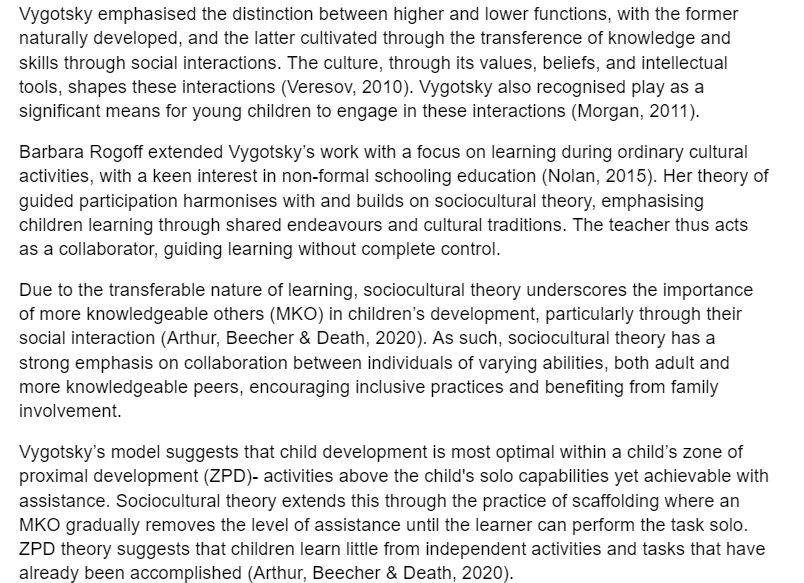 Vygotsky emphasised the distinction between higher and lower functions, with the former
naturally developed, and the latter cultivated through the transference of knowledge and
skills through social interactions. The culture, through its values, beliefs, and intellectual
tools, shapes these interactions (Veresov, 2010). Vygotsky also recognised play as a
significant means for young children to engage in these interactions (Morgan, 2011).
Barbara Rogoff extended Vygotsky’s work with a focus on learning during ordinary cultural
activities, with a keen interest in non-formal schooling education (Nolan, 2015). Her theory of
guided participation harmonises with and builds on sociocultural theory, emphasising
children learning through shared endeavours and cultural traditions. The teacher thus acts
as a collaborator, guiding learning without complete control.
Due to the transferable nature of learning, sociocultural theory underscores the importance
of more knowledgeable others (MKO) in children’s development, particularly through their
social interaction (Arthur, Beecher & Death, 2020). As such, sociocultural theory has a
strong emphasis on collaboration between individuals of varying abilities, both adult and
more knowledgeable peers, encouraging inclusive practices and benefiting from family
involvement.
Vygotsky’s model suggests that child development is most optimal within a child’s zone of
proximal development (ZPD)- activities above the child's solo capabilities yet achievable with
assistance. Sociocultural theory extends this through the practice of scaffolding where an
MKO gradually removes the level of assistance until the learner can perform the task solo.
ZPD theory suggests that children learn little from independent activities and tasks that have
already been accomplished (Arthur, Beecher & Death, 2020).